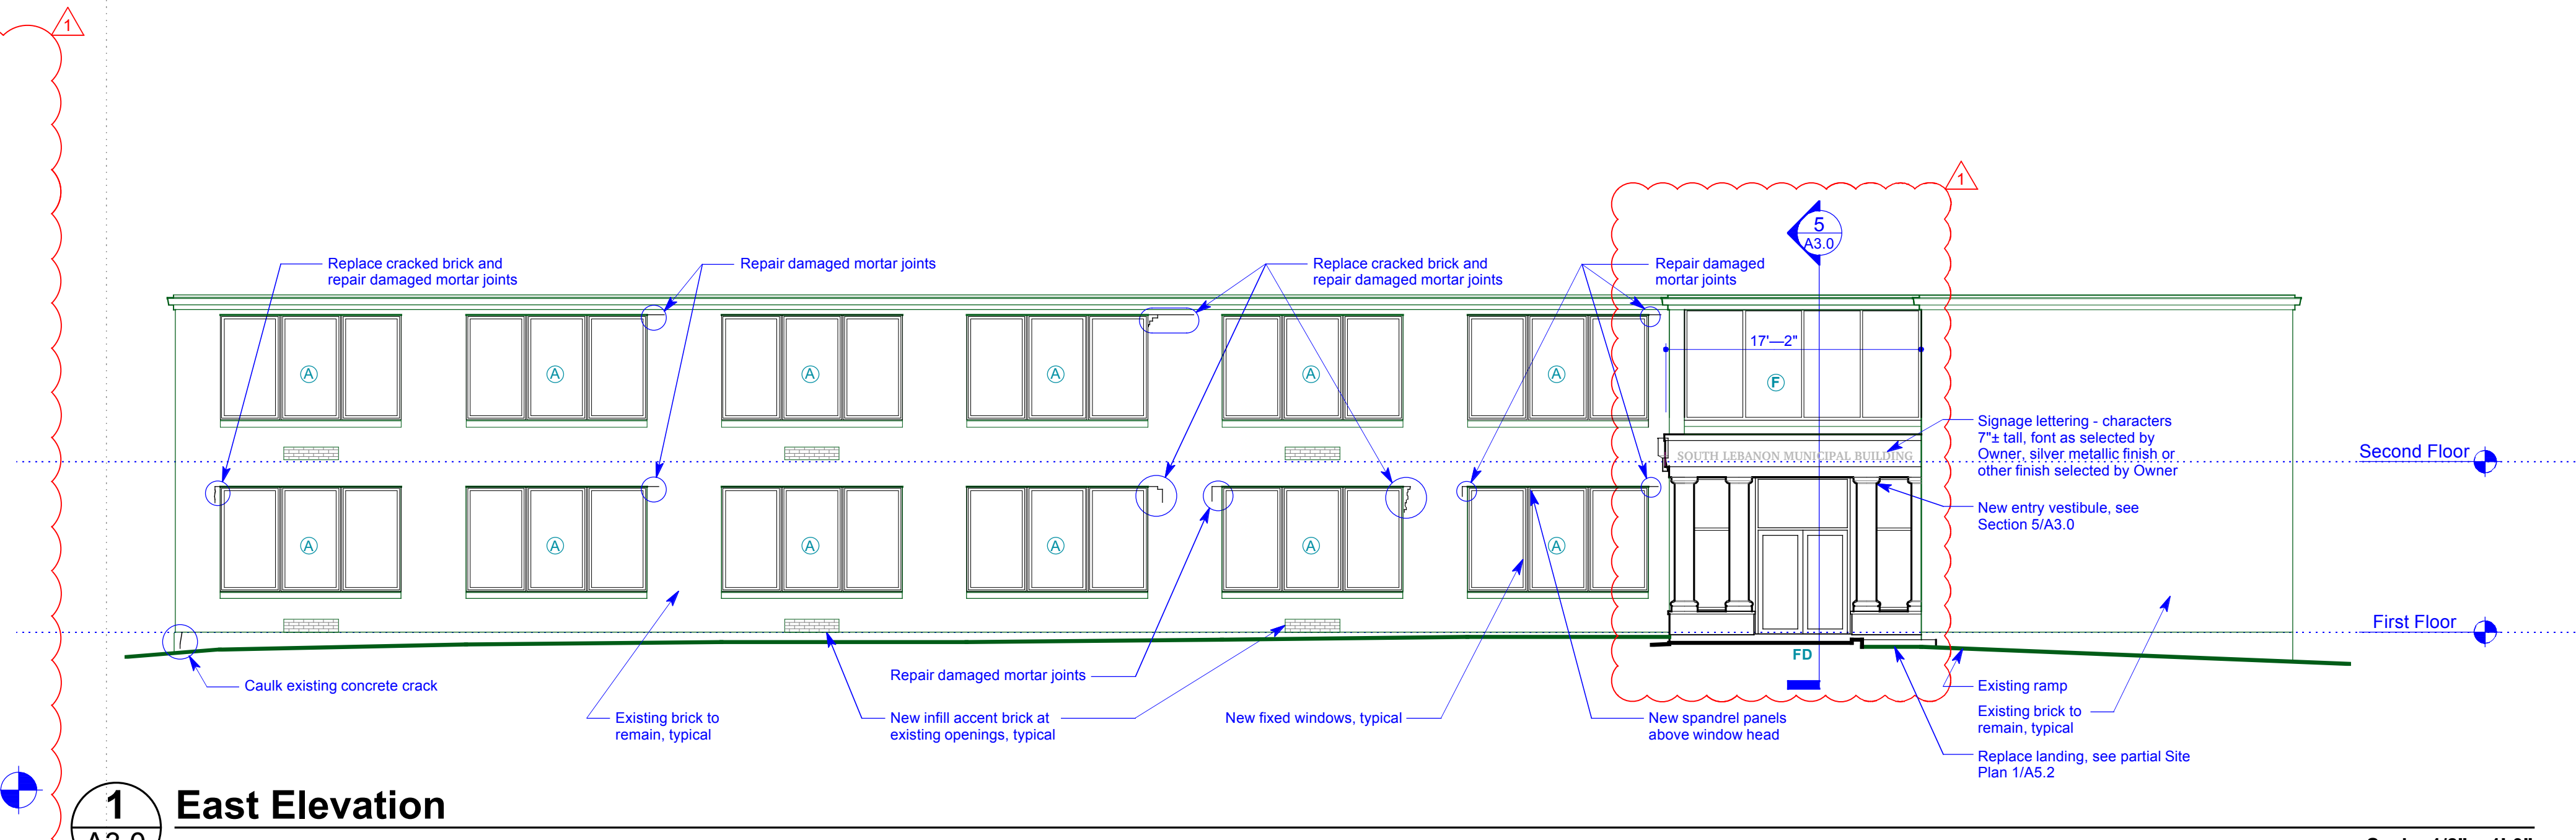 1
1
5
A3.0
Replace cracked brick and
repair damaged mortar joints
Repair damaged mortar joints
Replace cracked brick and
repair damaged mortar joints
Repair damaged
mortar joints
17'—2"
A
A
A
A
A
A
F
Signage lettering - characters
7"± tall, font as selected by
Owner, silver metallic finish or
other finish selected by Owner
SOUTH LEBANON MUNICIPAL BUILDING
Second Floor
New entry vestibule, see
Section 5/A3.0
A
A
A
A
A
A
First Floor
FD
Repair damaged mortar joints
Caulk existing concrete crack
Existing ramp
Existing brick to
remain, typical
New infill accent brick at
existing openings, typical
New fixed windows, typical
New spandrel panels
above window head
Existing brick to
remain, typical
Replace landing, see partial Site
Plan 1/A5.2
1
East Elevation